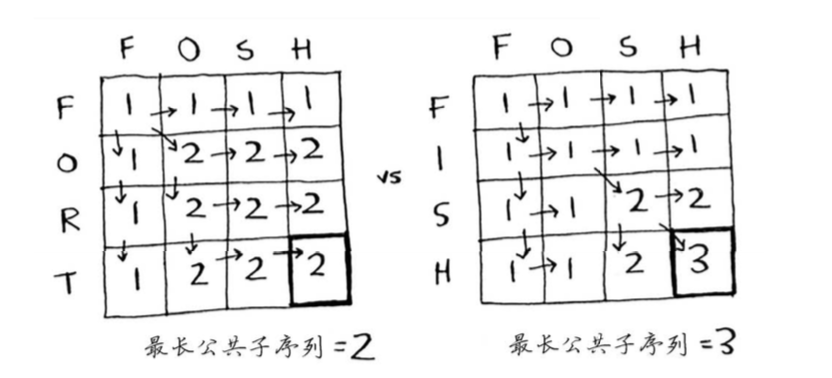 F O S H
F 1 → 1 → 1 → 1
O 1 2 → 2 → 2
R 1 2 → 2 → 2
T 1 2 → 2 → 2
最长公共子序列 = 2
vs
F O S H
F 1 → 1 → 1 → 1
I 1 → 1 → 1 → 1
S 1 → 1 2 → 2
H 1 → 1 2 3
最长公共子序列 = 3